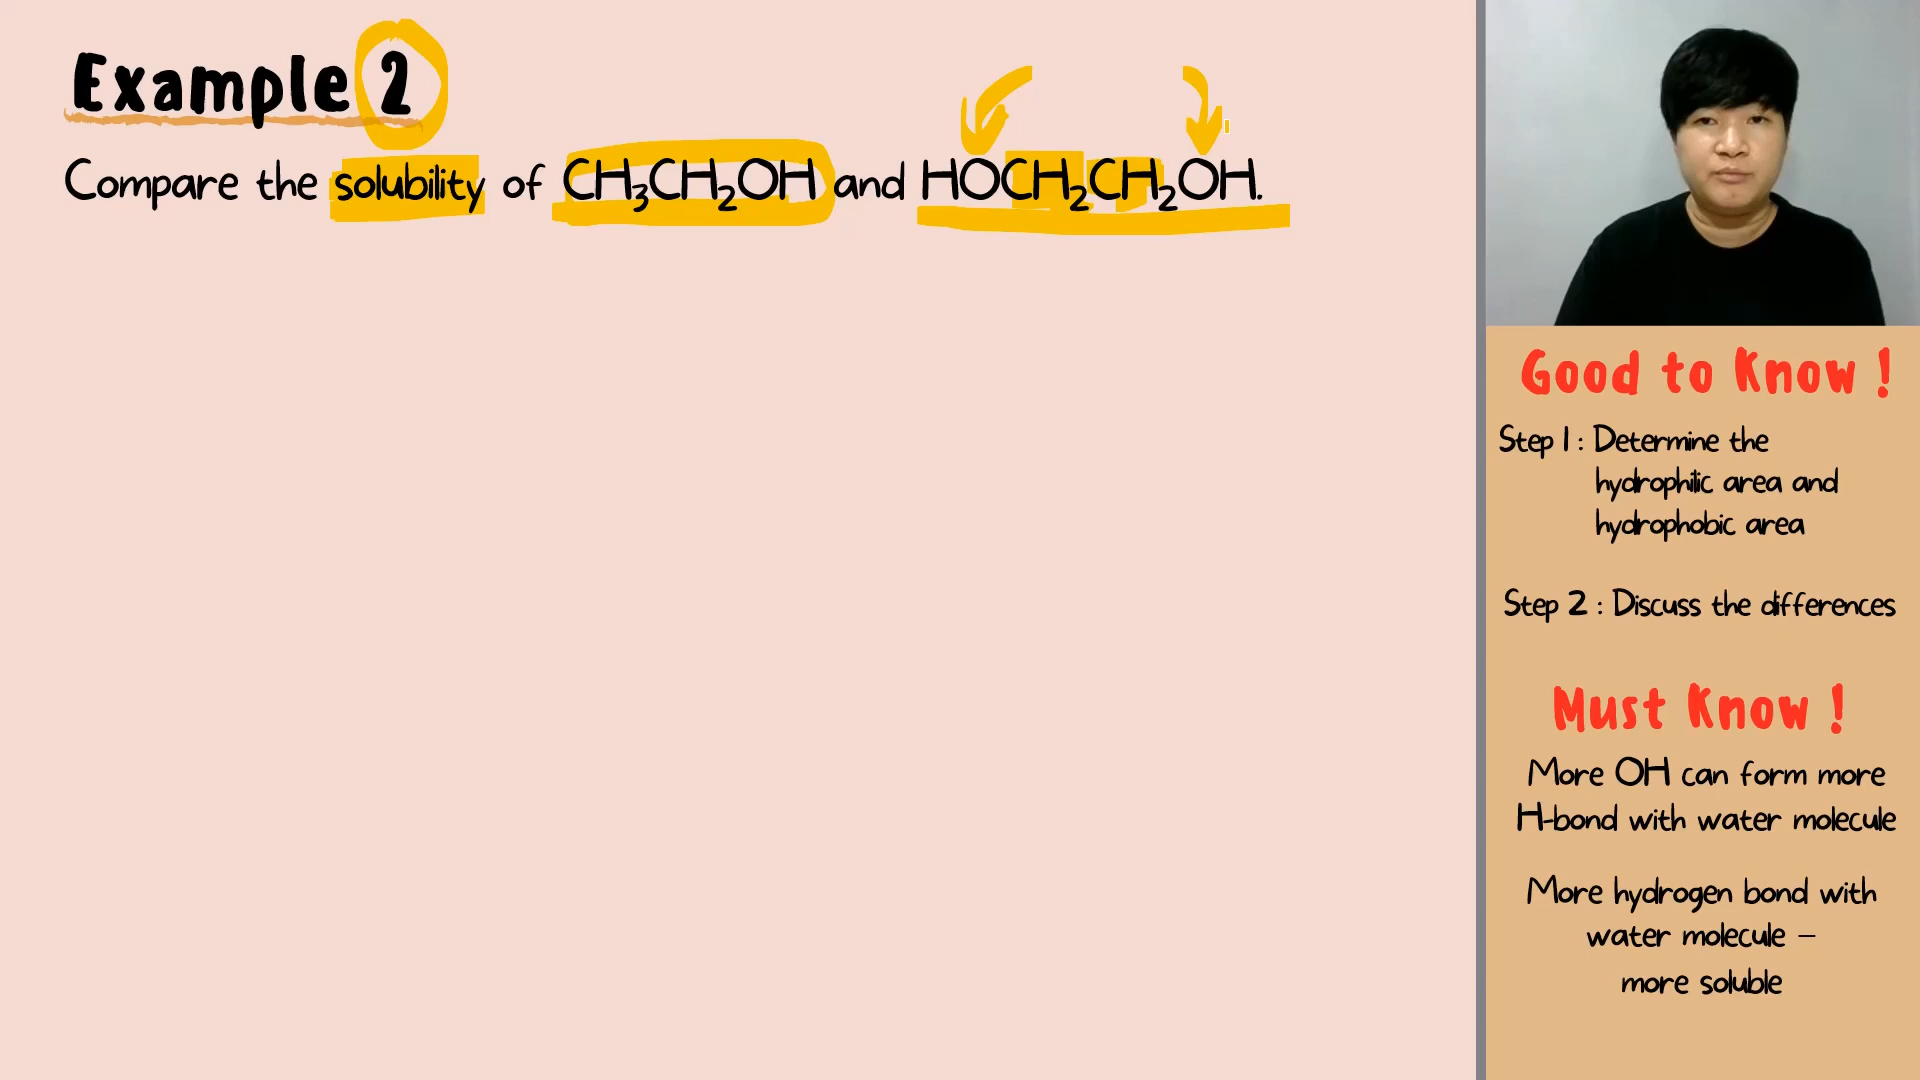 Example 2
Compare the solubility of CH₃CH₂OH and HOCH₂CH₂OH.
Good to Know !
Step 1 : Determine the
hydrophilic area and
hydrophobic area
Step 2 : Discuss the differences
Must Know !
More OH can form more
H-bond with water molecule
More hydrogen bond with
water molecule –
more soluble